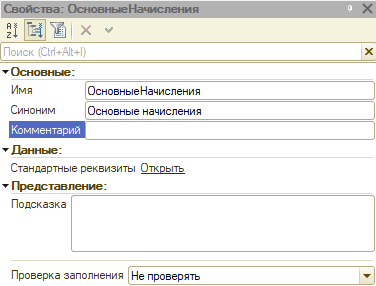 Свойства: ОсновныеНачисления
Поиск (Ctrl+Alt+I)
Основные:
Имя ОсновныеНачисления
Синоним Основные начисления
Комментарий
Данные:
Стандартные реквизиты Открыть
Представление:
Подсказка
Проверка заполнения Не проверять